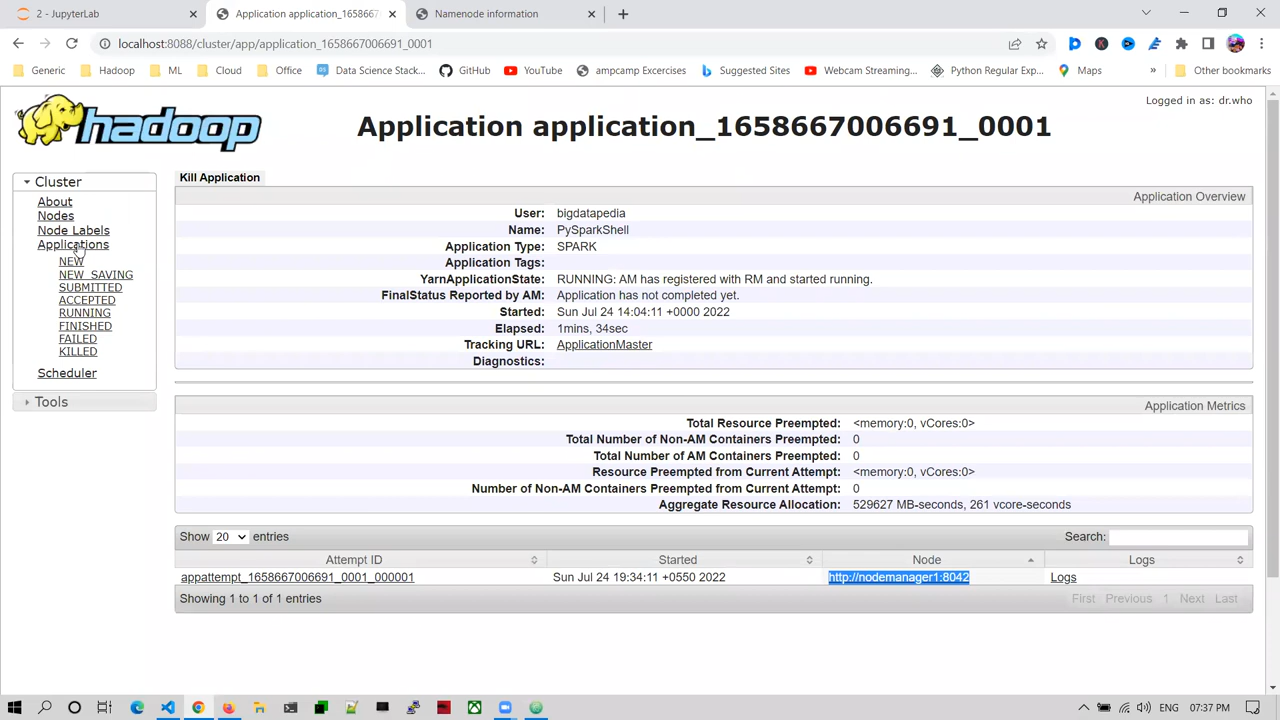 2 - JupyterLab
Application application_16586670
Namenode information
localhost:8088/cluster/app/application_1658667006691_0001
Generic
Hadoop
ML
Cloud
Office
Data Science Stack...
GitHub
YouTube
ampcamp Excercises
Suggested Sites
Webcam Streaming...
Python Regular Exp...
Maps
»
Other bookmarks
Logged in as: dr.who
hadoop
Application application_1658667006691_0001
Cluster
About
Nodes
Node Labels
Applications
NEW
NEW_SAVING
SUBMITTED
ACCEPTED
RUNNING
FINISHED
FAILED
KILLED
Scheduler
Tools
Kill Application
Application Overview
User: bigdatapedia
Name: PySparkShell
Application Type: SPARK
Application Tags:
YarnApplicationState: RUNNING: AM has registered with RM and started running.
FinalStatus Reported by AM: Application has not completed yet.
Started: Sun Jul 24 14:04:11 +0000 2022
Elapsed: 1mins, 34sec
Tracking URL: ApplicationMaster
Diagnostics:
Application Metrics
Total Resource Preempted: <memory:0, vCores:0>
Total Number of Non-AM Containers Preempted: 0
Total Number of AM Containers Preempted: 0
Resource Preempted from Current Attempt: <memory:0, vCores:0>
Number of Non-AM Containers Preempted from Current Attempt: 0
Aggregate Resource Allocation: 529627 MB-seconds, 261 vcore-seconds
Show 20 entries
Search:
Attempt ID Started Node Logs
appattempt_1658667006691_0001_000001 Sun Jul 24 19:34:11 +0550 2022 http://nodemanager1:8042 Logs
Showing 1 to 1 of 1 entries
First Previous 1 Next Last
ENG 07:37 PM